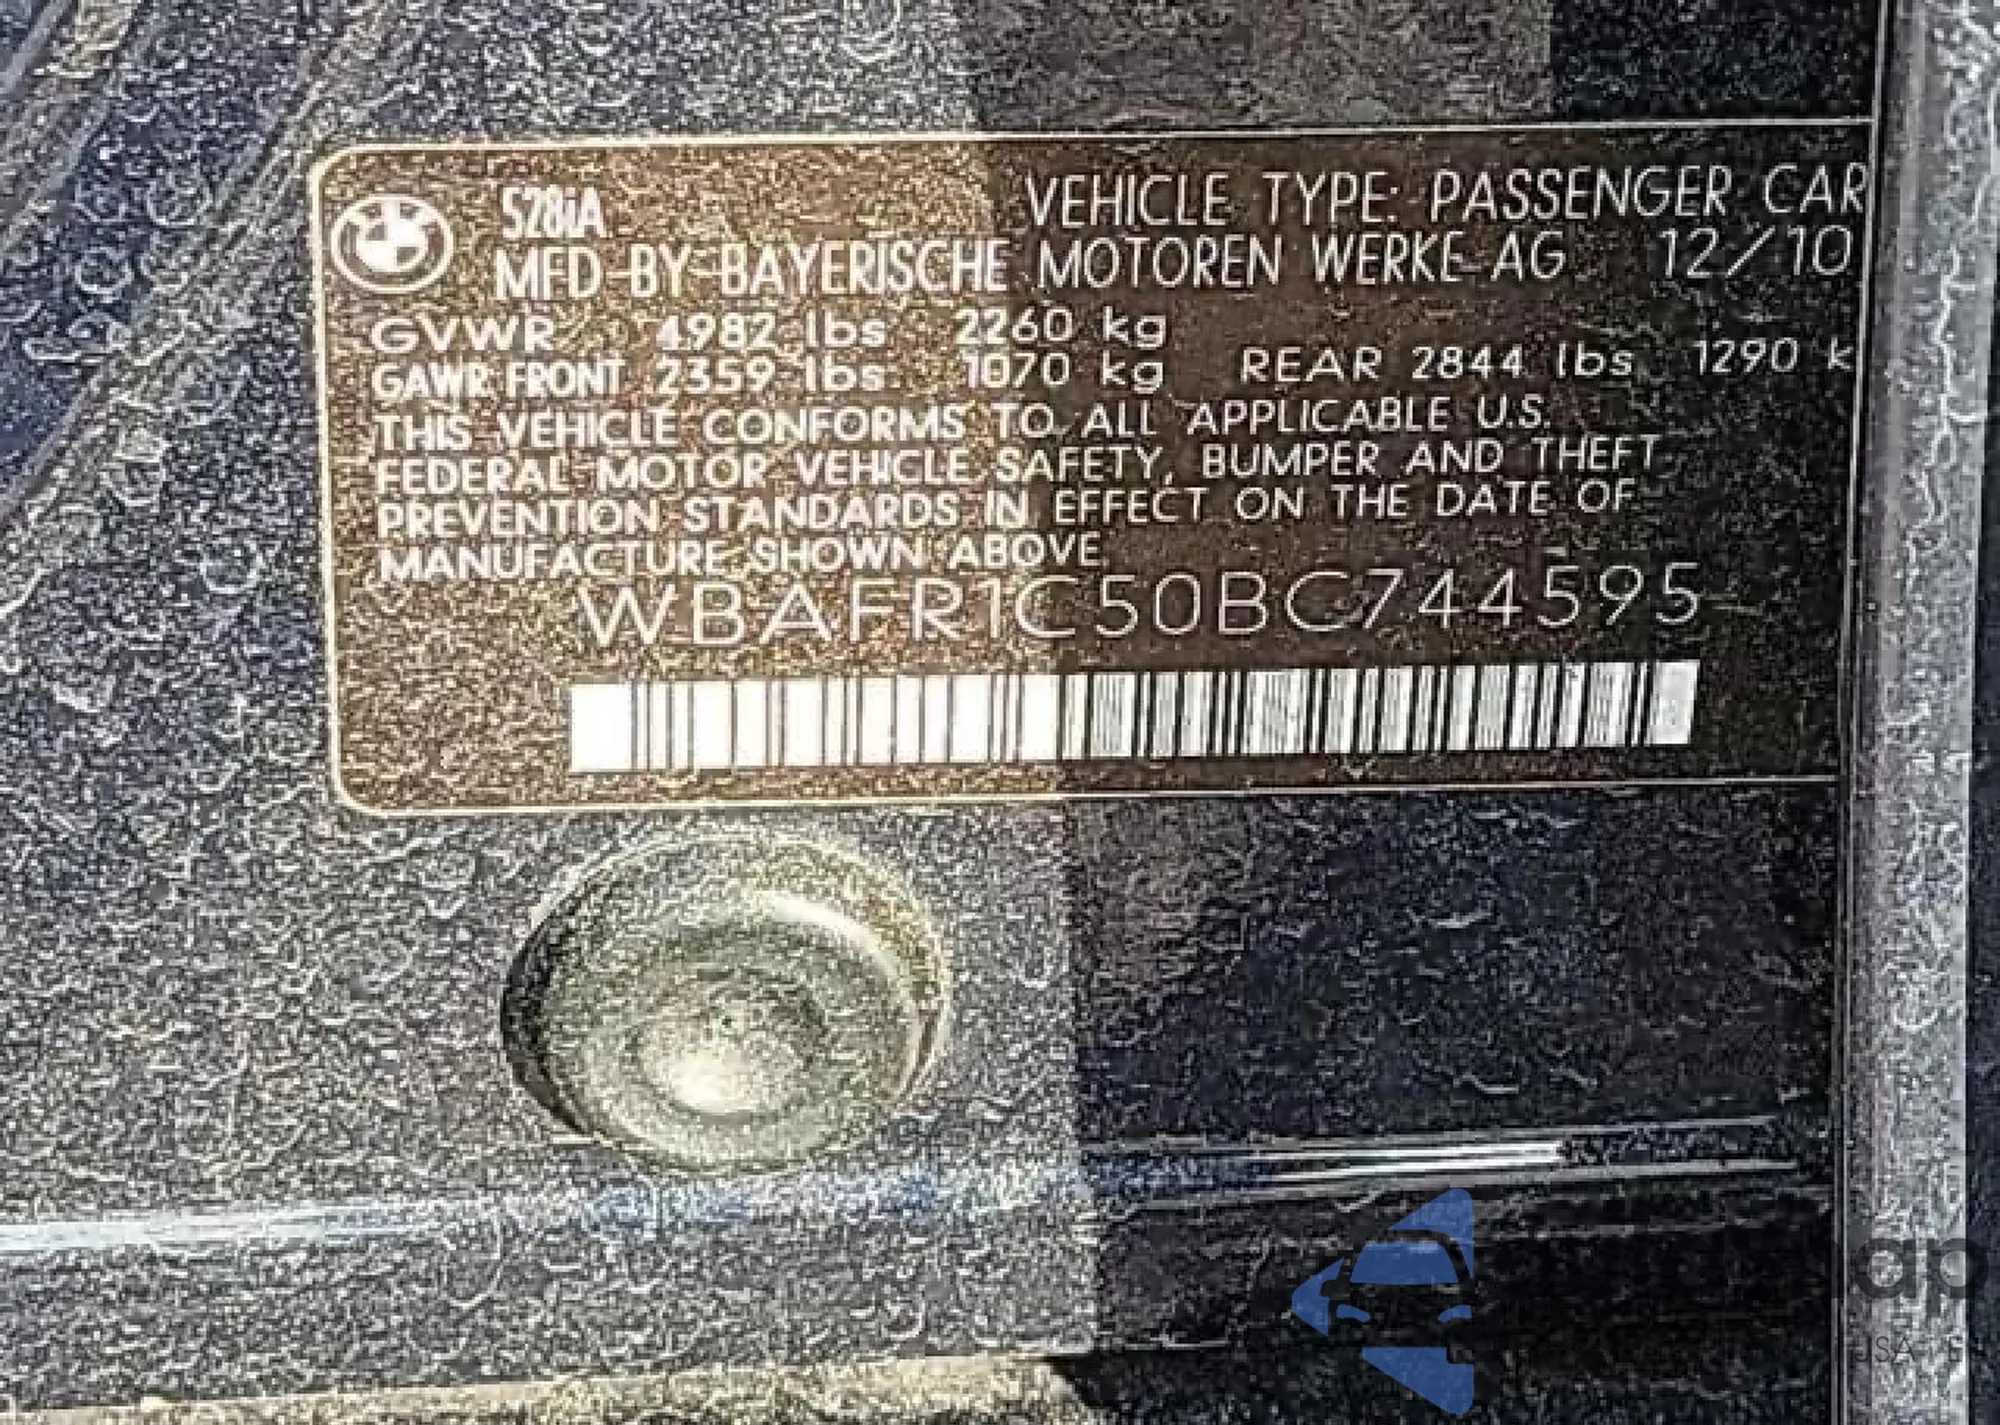 528iA VEHICLE TYPE: PASSENGER CAR
MFD BY BAYERISCHE MOTOREN WERKE AG 12/10
GVWR 4982 lbs 2260 kg
GAWR FRONT 2359 lbs 1070 kg REAR 2844 lbs 1290 k
THIS VEHICLE CONFORMS TO ALL APPLICABLE U.S.
FEDERAL MOTOR VEHICLE SAFETY, BUMPER AND THEFT
PREVENTION STANDARDS IN EFFECT ON THE DATE OF
MANUFACTURE SHOWN ABOVE
WBAFR1C50BC744595
ap
USA